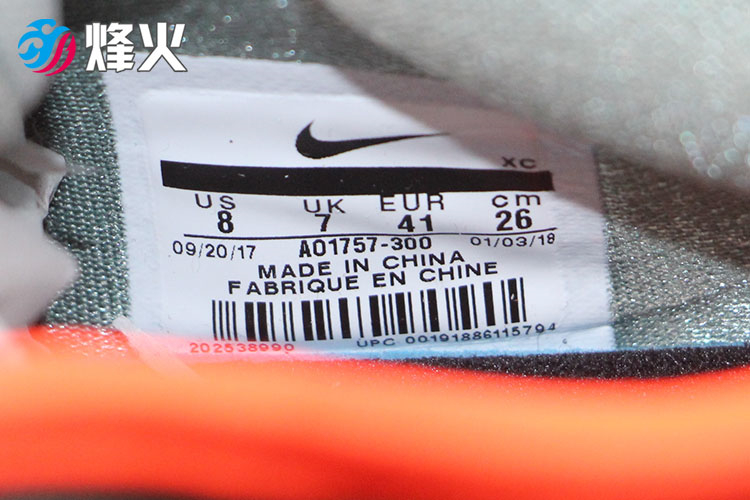 烽火
XC
US UK EUR cm
8 7 41 26
09/20/17 AO1757-300 01/03/18
MADE IN CHINA
FABRIQUE EN CHINE
202538990 UPC 00191886115794